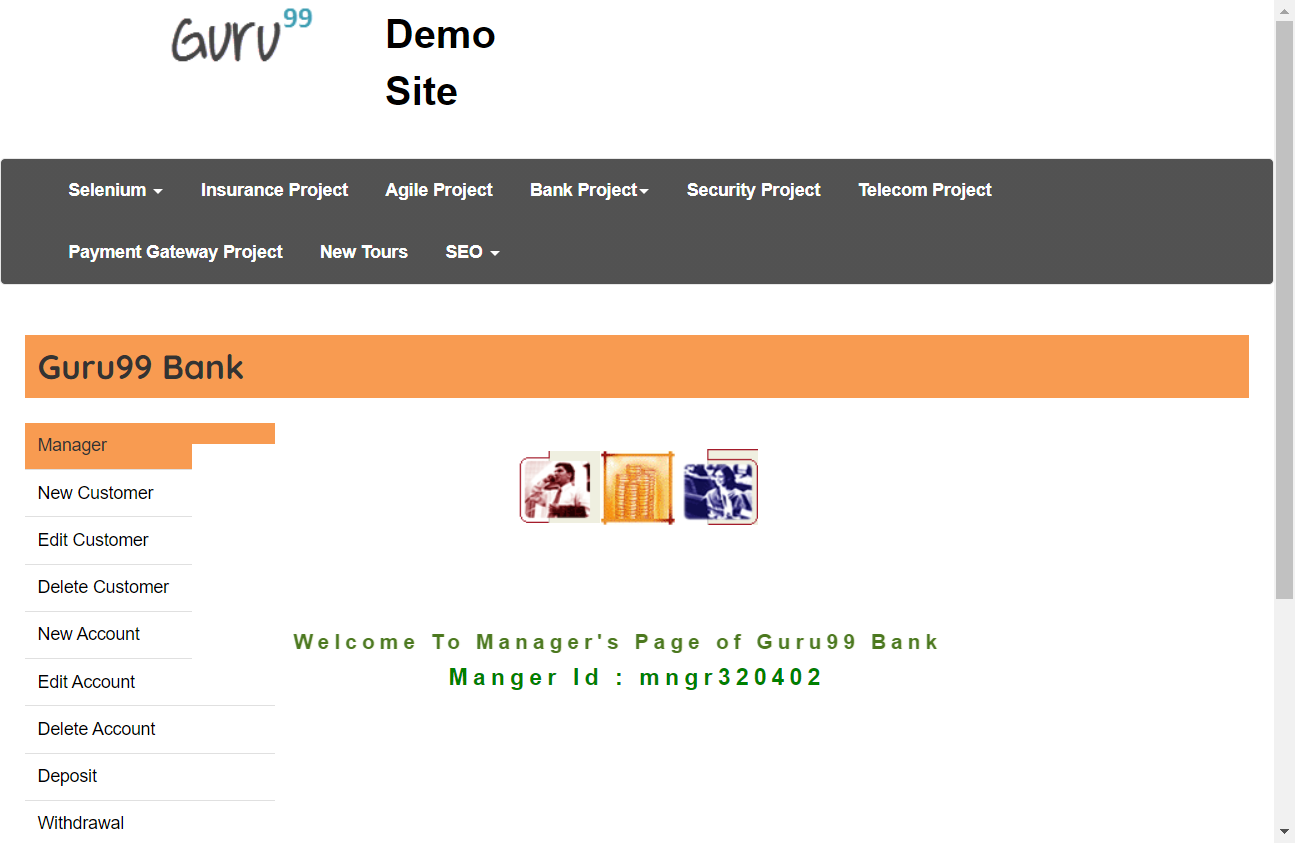 Guru99
Demo
Site
Selenium
Insurance Project
Agile Project
Bank Project
Security Project
Telecom Project
Payment Gateway Project
New Tours
SEO
Guru99 Bank
Manager
New Customer
Edit Customer
Delete Customer
New Account
Edit Account
Delete Account
Deposit
Withdrawal
Welcome To Manager's Page of Guru99 Bank
Manger Id : mngr320402